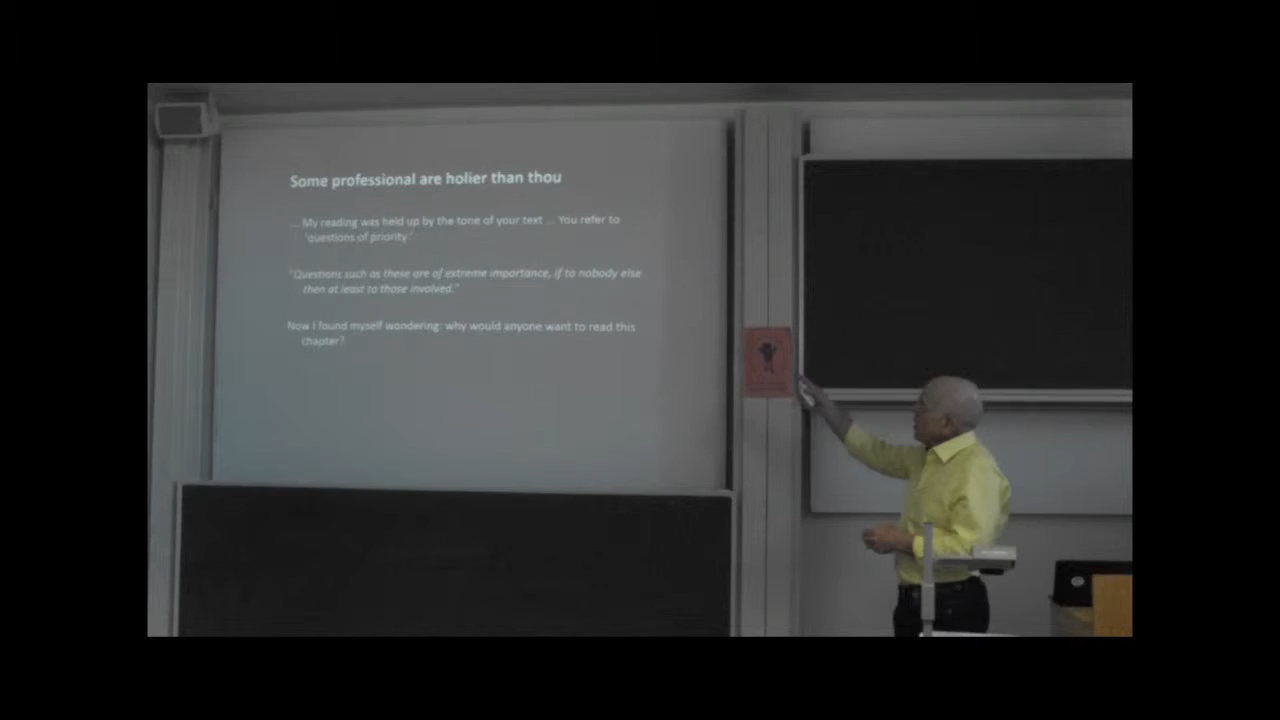 Some professional are holier than thou
... My reading was held up by the tone of your text ... You refer to
'questions of priority:'
"Questions such as these are of extreme importance, if to nobody else
then at least to those involved."
Now I found myself wondering: why would anyone want to read this
chapter?